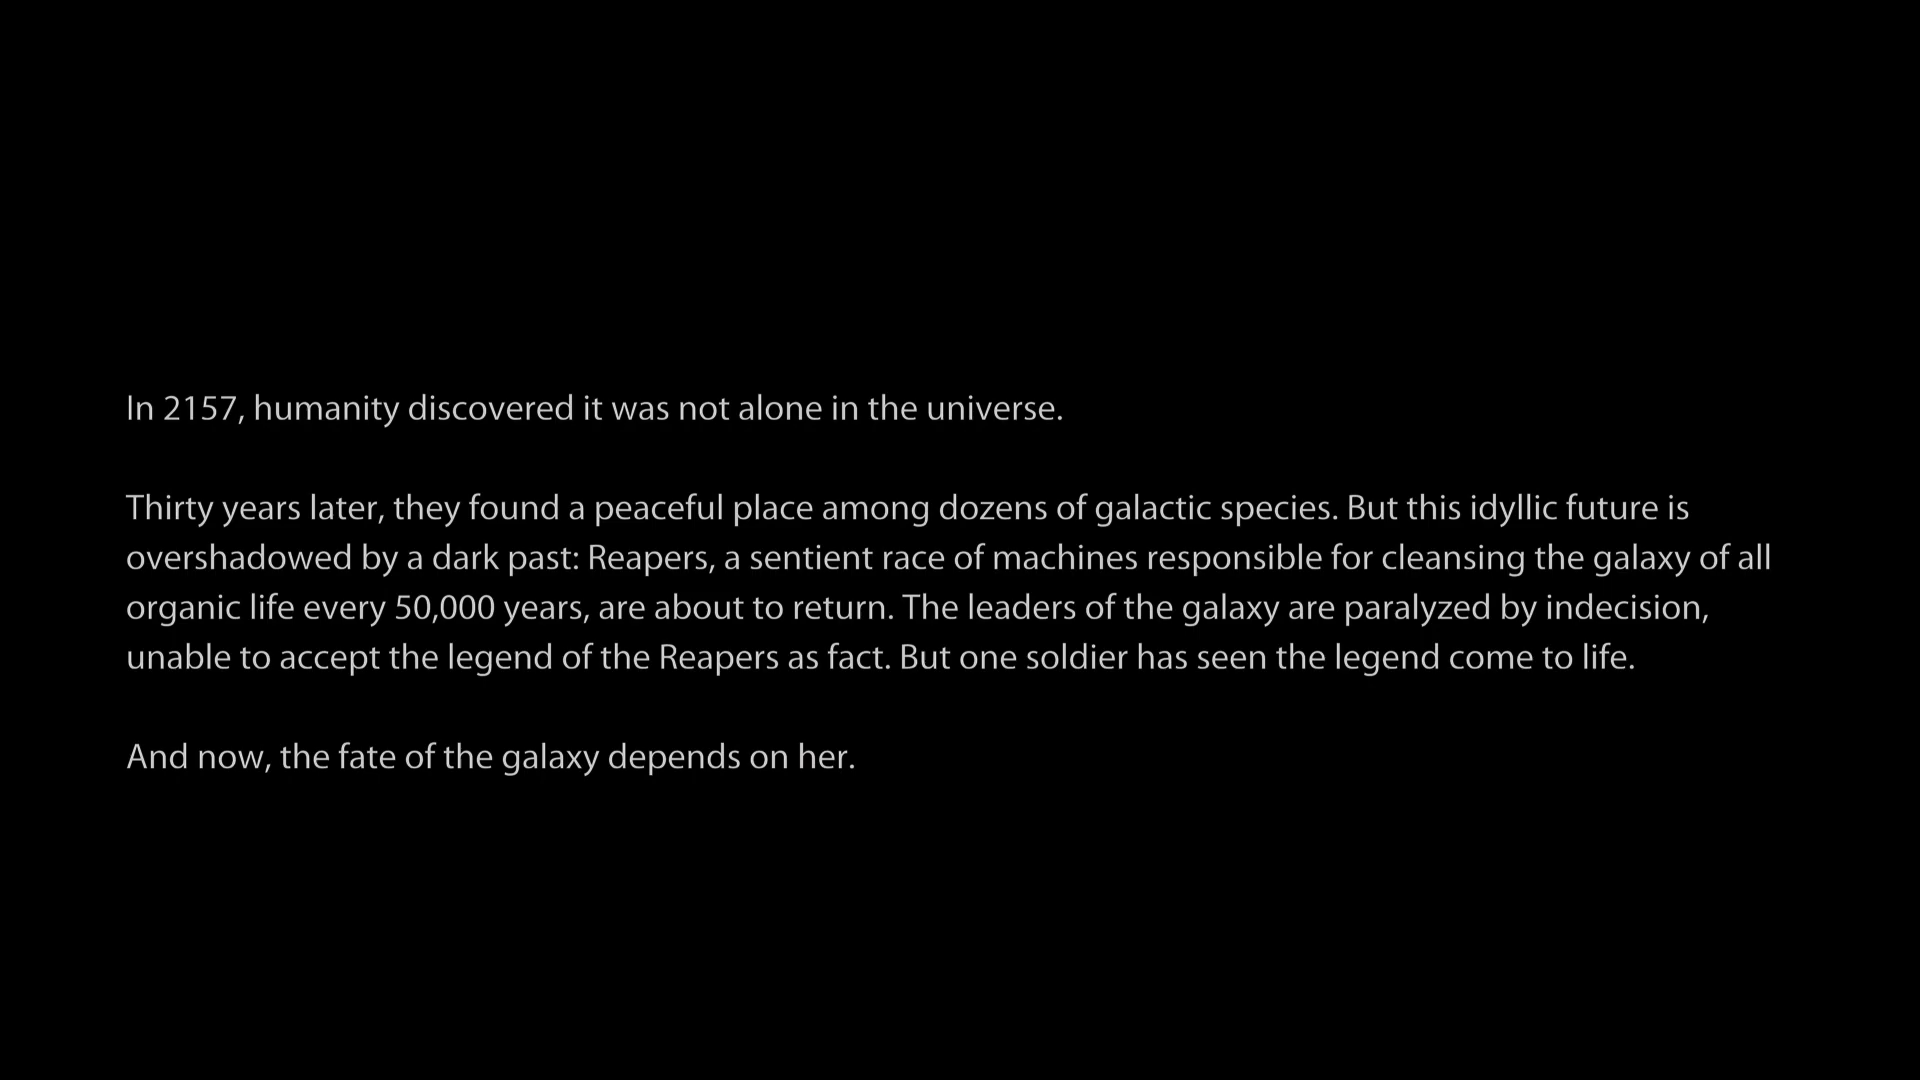 In 2157, humanity discovered it was not alone in the universe.
Thirty years later, they found a peaceful place among dozens of galactic species. But this idyllic future is
overshadowed by a dark past: Reapers, a sentient race of machines responsible for cleansing the galaxy of all
organic life every 50,000 years, are about to return. The leaders of the galaxy are paralyzed by indecision,
unable to accept the legend of the Reapers as fact. But one soldier has seen the legend come to life.
And now, the fate of the galaxy depends on her.